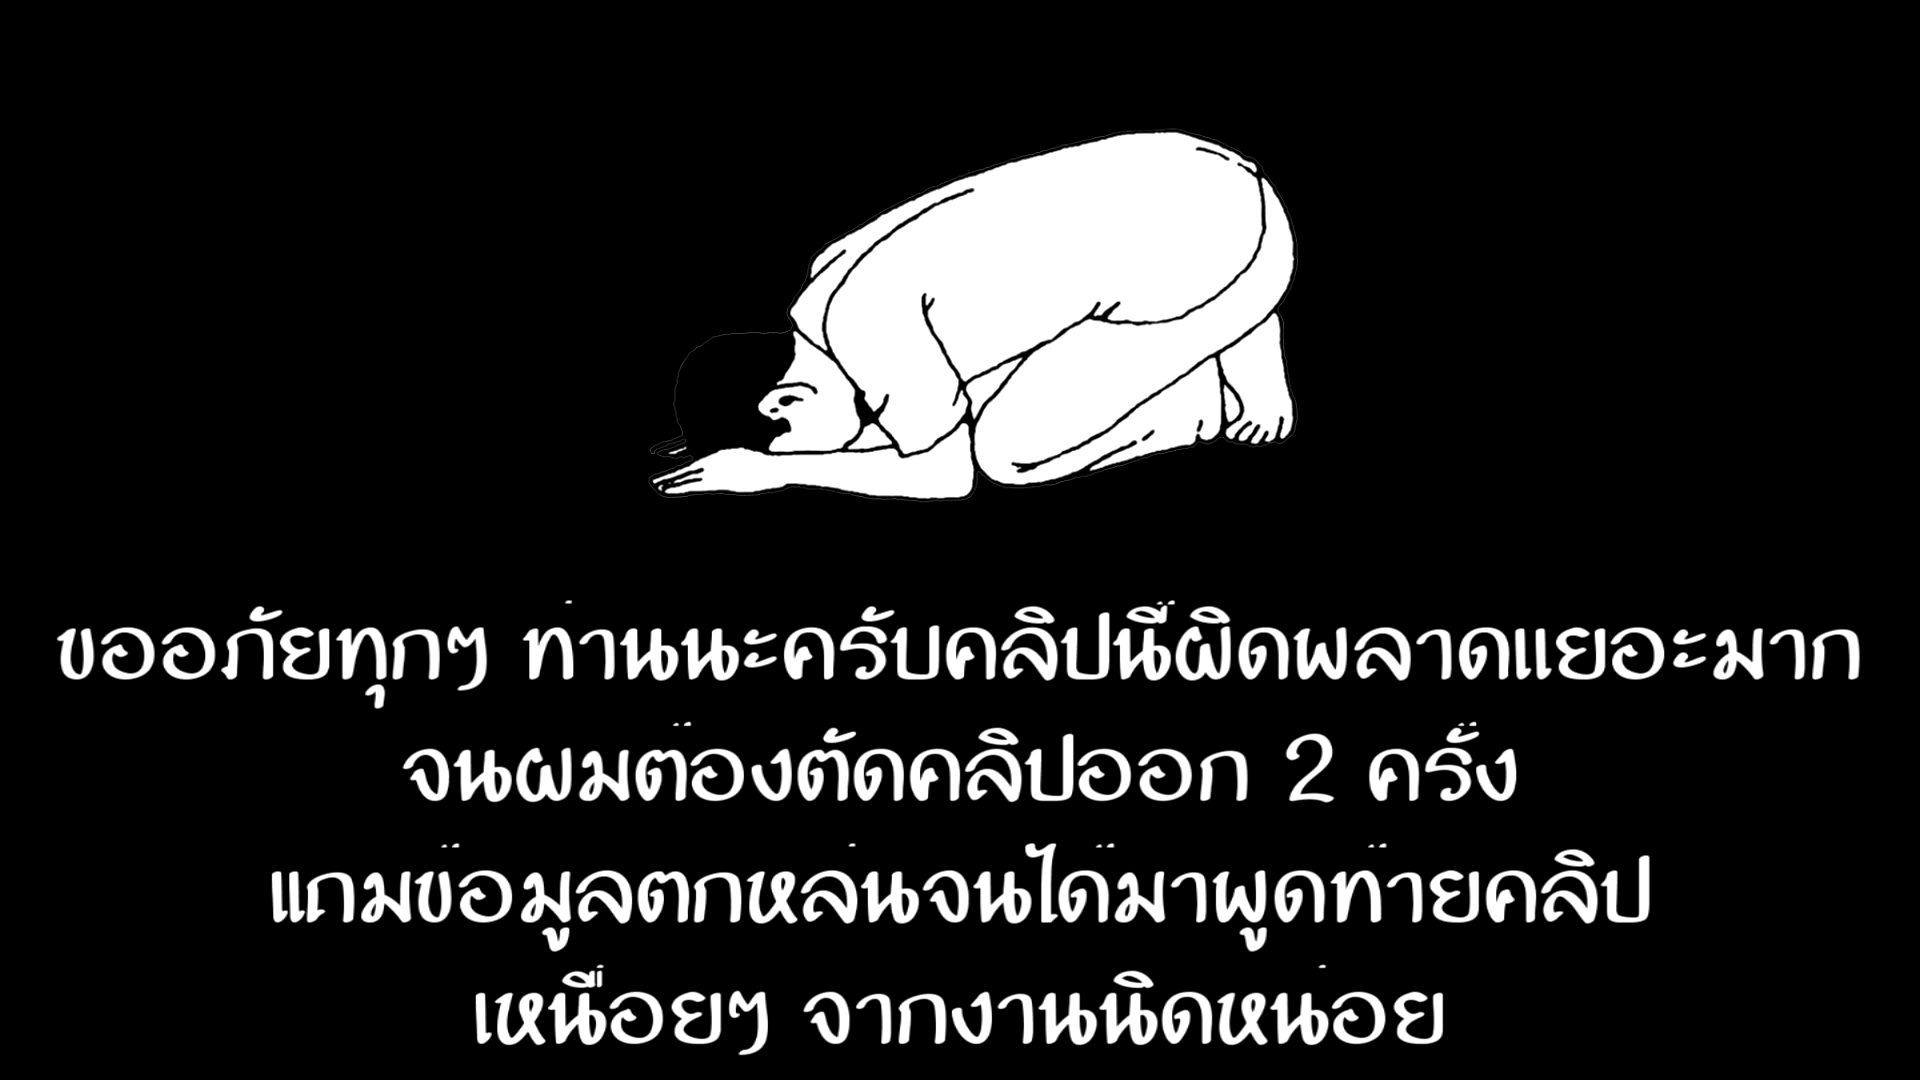 ขออภัยทุกๆ ท่านนะครับคลิปนี้ผิดพลาดแยอะมาก
จนผมต้องตัดคลิปออก 2 ครั้ง
แถมข้อมูลตกหล่นจนได้มาพูดท้ายคลิป
เหนื่อยๆ จากงานนิดหน่อย